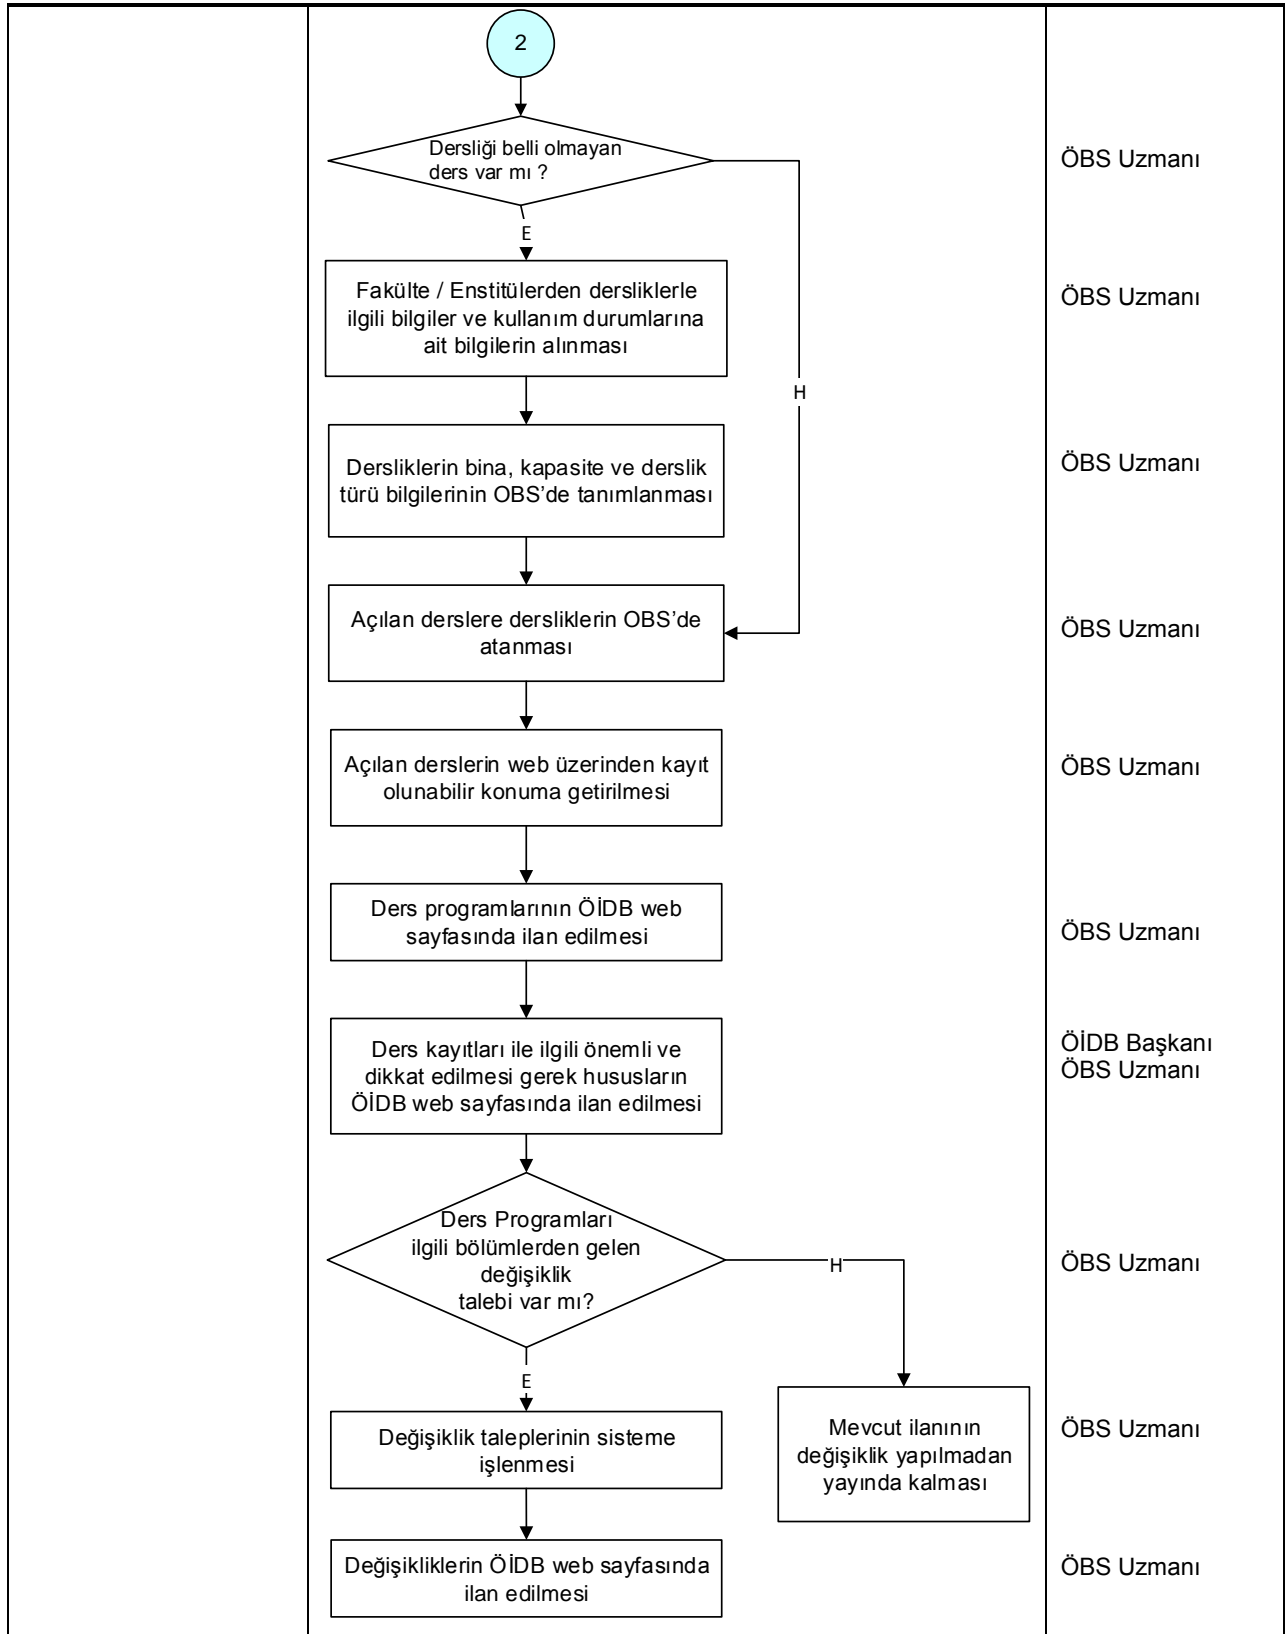 2
Dersliği belli olmayan
ders var mı ?
ÖBS Uzmanı
E
Fakülte / Enstitülerden dersliklerle
ilgili bilgiler ve kullanım durumlarına
ait bilgilerin alınması
ÖBS Uzmanı
H
Dersliklerin bina, kapasite ve derslik
türü bilgilerinin OBS’de tanımlanması
ÖBS Uzmanı
Açılan derslere dersliklerin OBS’de
atanması
ÖBS Uzmanı
Açılan derslerin web üzerinden kayıt
olunabilir konuma getirilmesi
ÖBS Uzmanı
Ders programlarının ÖİDB web
sayfasında ilan edilmesi
ÖBS Uzmanı
Ders kayıtları ile ilgili önemli ve
dikkat edilmesi gerek hususların
ÖİDB web sayfasında ilan edilmesi
ÖİDB Başkanı
ÖBS Uzmanı
Ders Programları
ilgili bölümlerden gelen
değişiklik
talebi var mı?
H
ÖBS Uzmanı
E
Değişiklik taleplerinin sisteme
işlenmesi
Mevcut ilanının
değişiklik yapılmadan
yayında kalması
ÖBS Uzmanı
Değişikliklerin ÖİDB web sayfasında
ilan edilmesi
ÖBS Uzmanı